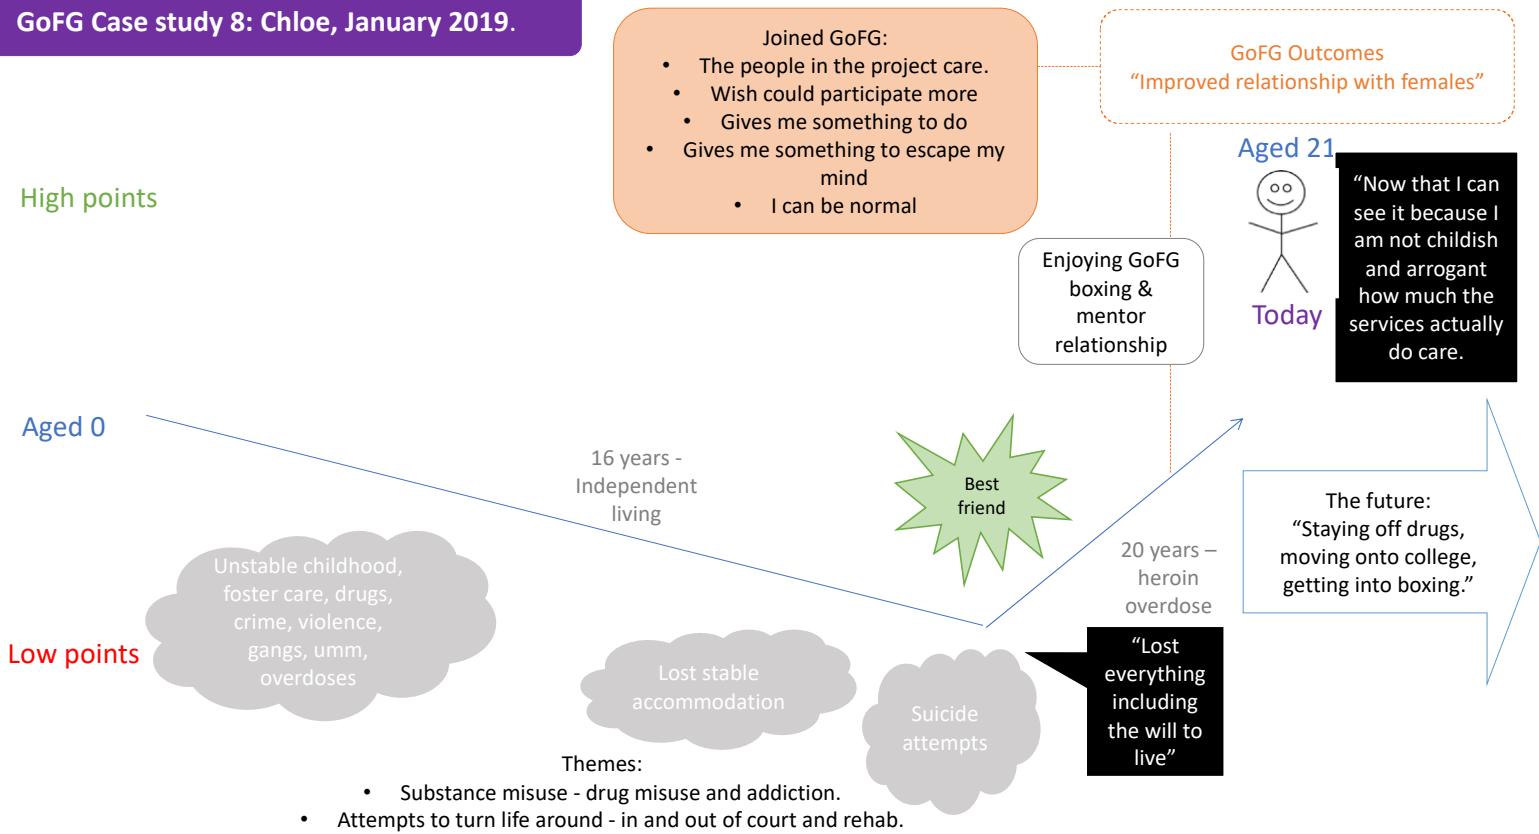 GoFG Case study 8: Chloe, January 2019.
Joined GoFG:
• The people in the project care.
• Wish could participate more
• Gives me something to do
• Gives me something to escape my
mind
• I can be normal
GoFG Outcomes
“Improved relationship with females”
Aged 21
High points
“Now that I can
see it because I
am not childish
and arrogant
how much the
services actually
do care.
Enjoying GoFG
boxing &
mentor
relationship
Today
Aged 0
16 years -
Independent
living
Best
friend
The future:
“Staying off drugs,
moving onto college,
getting into boxing.”
20 years –
heroin
overdose
Unstable childhood,
foster care, drugs,
crime, violence,
gangs, umm,
overdoses
Low points
Lost stable
accommodation
Suicide
attempts
“Lost
everything
including
the will to
live”
Themes:
• Substance misuse - drug misuse and addiction.
• Attempts to turn life around - in and out of court and rehab.